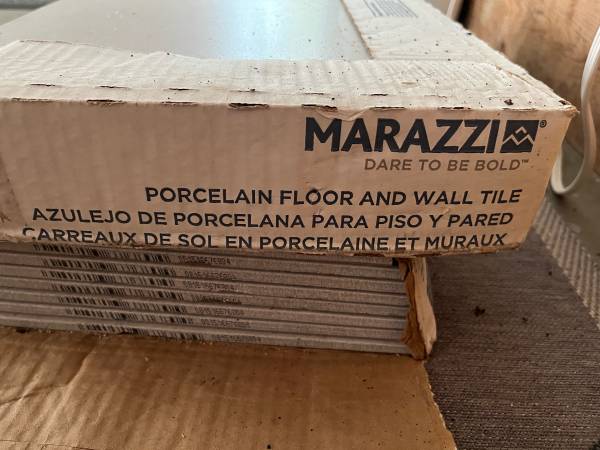 MARAZZI®
DARE TO BE BOLD™
PORCELAIN FLOOR AND WALL TILE
AZULEJO DE PORCELANA PARA PISO Y PARED
CARREAUX DE SOL EN PORCELAINE ET MURAUX